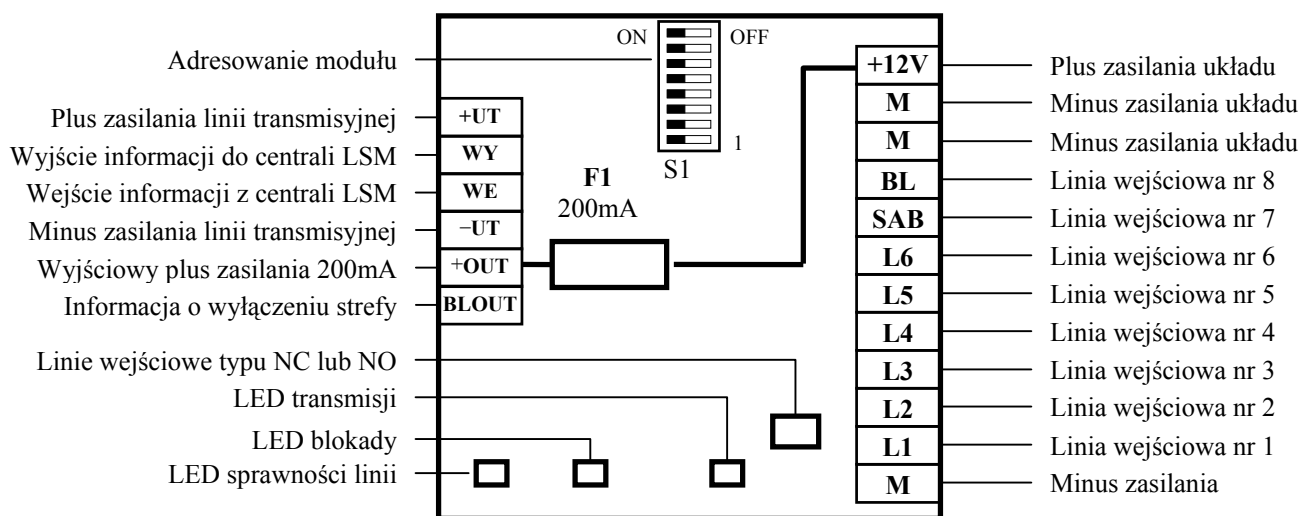 ON
OFF
1
S1
F1
200mA
Adresowanie modułu
Plus zasilania linii transmisyjnej
+UT
Wyjście informacji do centrali LSM
WY
Wejście informacji z centrali LSM
WE
Minus zasilania linii transmisyjnej
−UT
Wyjściowy plus zasilania 200mA
+OUT
Informacja o wyłączeniu strefy
BLOUT
Linie wejściowe typu NC lub NO
LED transmisji
LED blokady
LED sprawności linii
+12V
Plus zasilania układu
M
Minus zasilania układu
M
Minus zasilania układu
BL
Linia wejściowa nr 8
SAB
Linia wejściowa nr 7
L6
Linia wejściowa nr 6
L5
Linia wejściowa nr 5
L4
Linia wejściowa nr 4
L3
Linia wejściowa nr 3
L2
Linia wejściowa nr 2
L1
Linia wejściowa nr 1
M
Minus zasilania